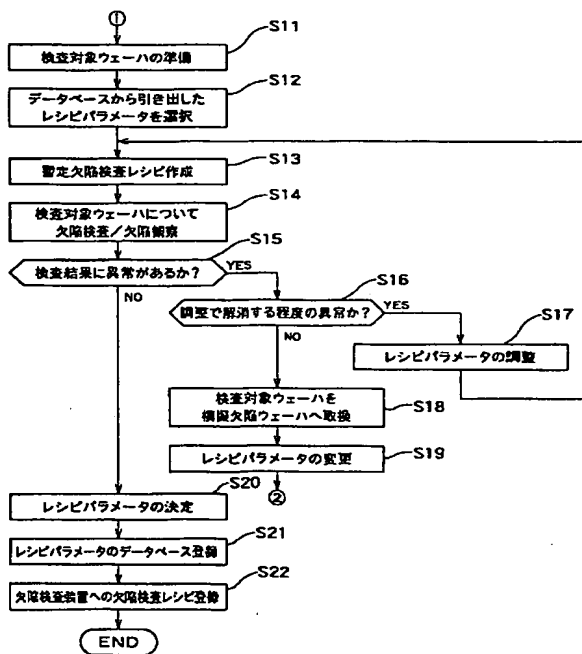 ①
S11
検査対象ウェーハの準備
S12
データベースから引き出した
レシピパラメータを選択
S13
暫定欠陥検査レシピ作成
S14
検査対象ウェーハについて
欠陥検査/欠陥観察
S15
検査結果に異常があるか?
YES
NO
S16
調整で解消する程度の異常か?
YES
NO
S17
レシピパラメータの調整
検査対象ウェーハを
模擬欠陥ウェーハへ取換
S18
レシピパラメータの変更
S19
②
S20
レシピパラメータの決定
S21
レシピパラメータのデータベース登録
S22
欠陥検査装置への欠陥検査レシピ登録
END